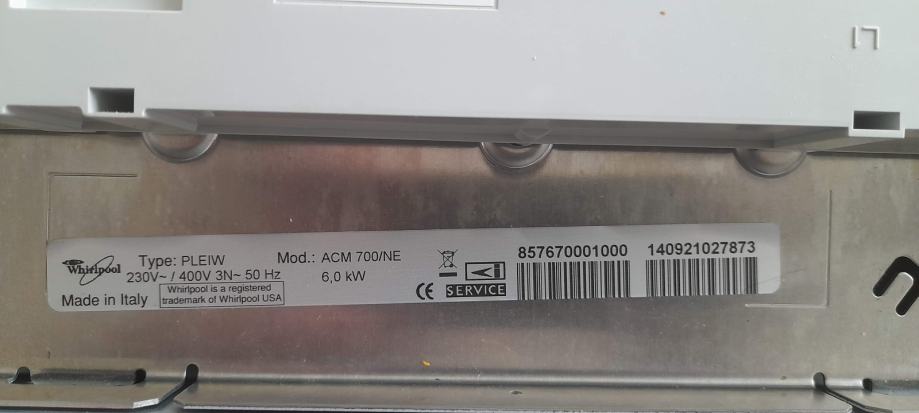 Whirlpool
Type: PLEIW
Mod.: ACM 700/NE
230V~ / 400V 3N~ 50 Hz
6,0 kW
Made in Italy
Whirlpool is a registered
trademark of Whirlpool USA
CE
SERVICE
857670001000
140921027873